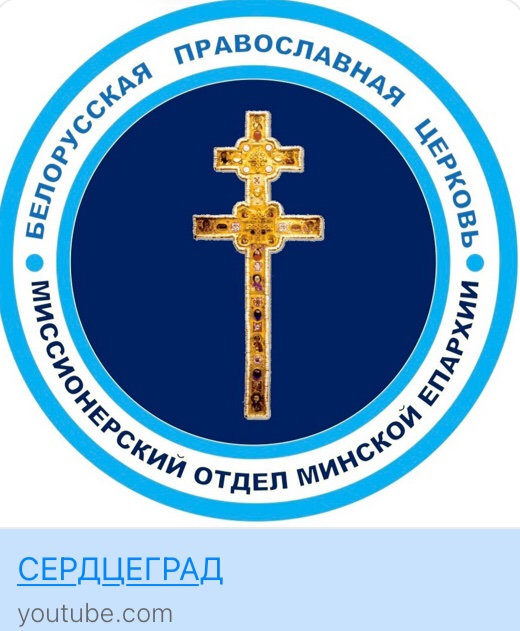 БЕЛОРУССКАЯ ПРАВОСЛАВНАЯ ЦЕРКОВЬ
МИССИОНЕРСКИЙ ОТДЕЛ МИНСКОЙ ЕПАРХИИ
СЕРДЦЕГРАД
youtube.com